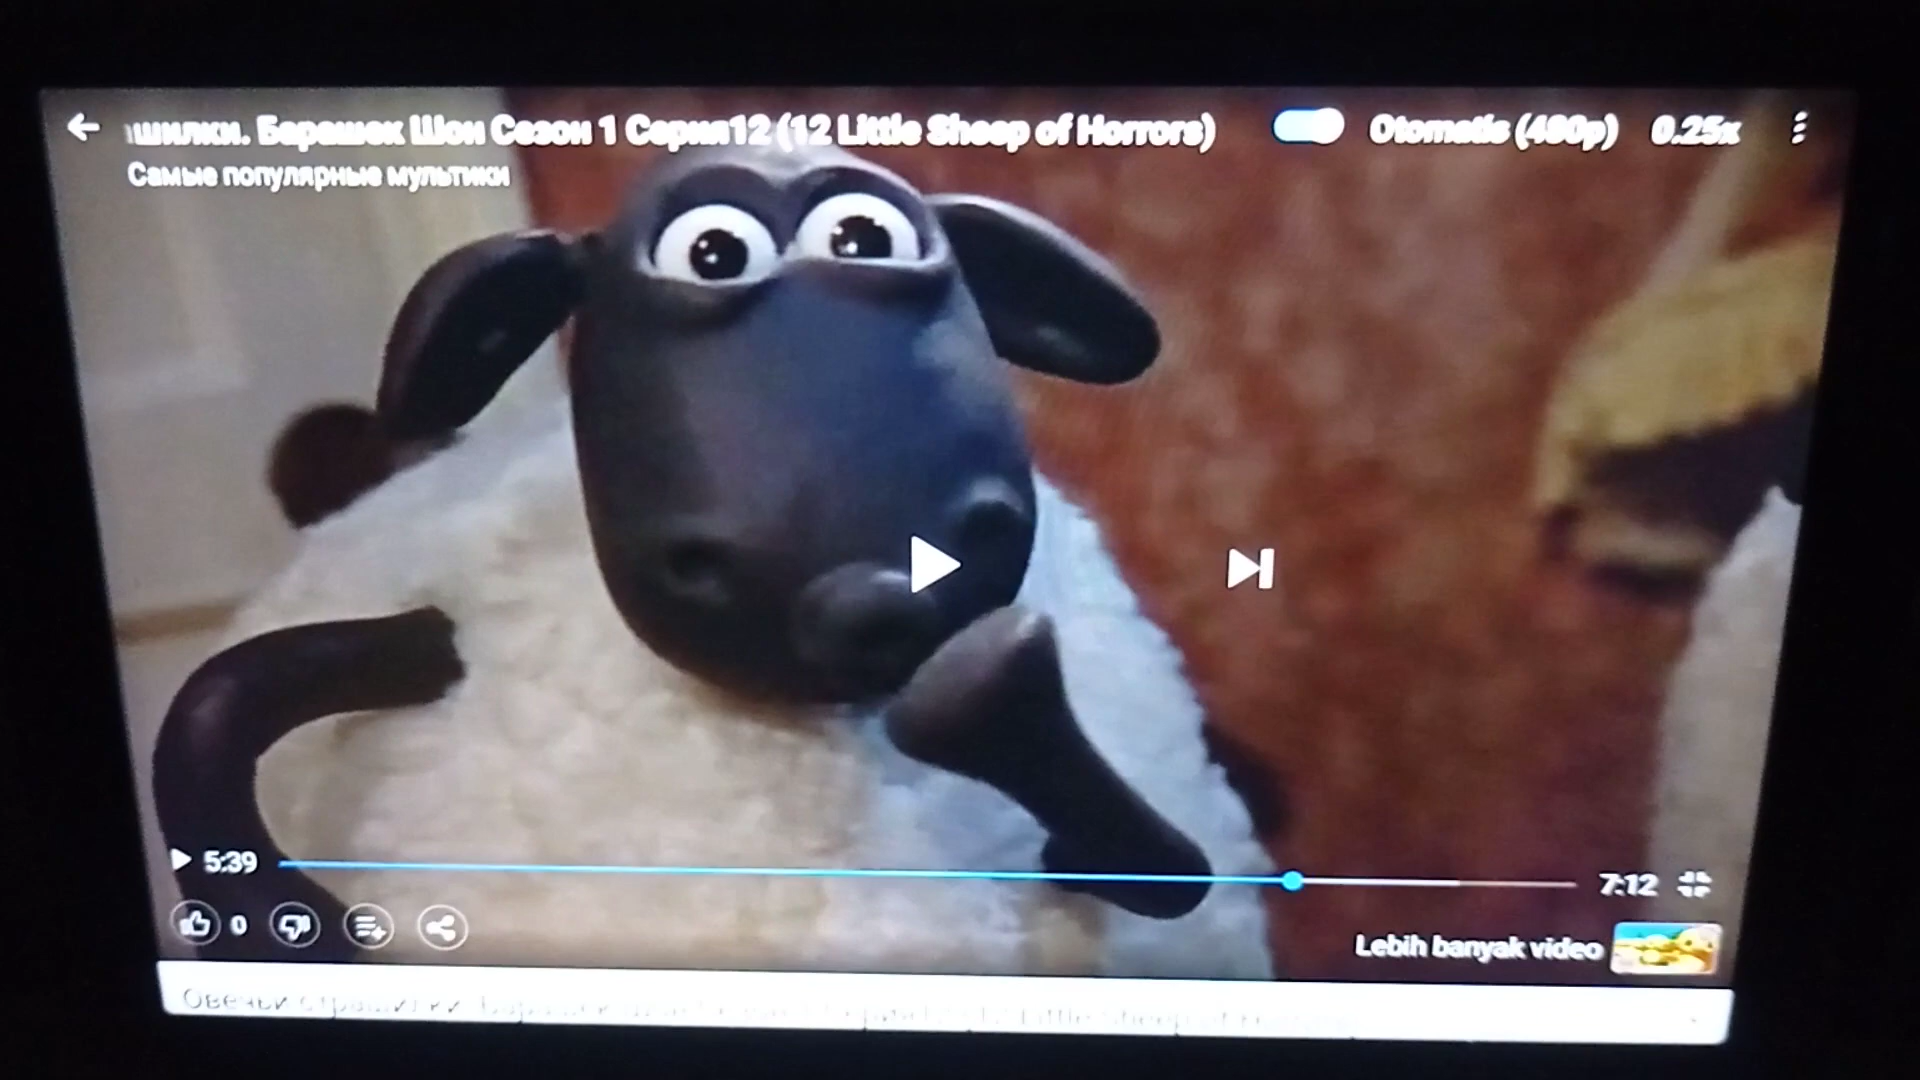 шилки. Барашек Шон Сезон 1 Серия12 (12 Little Sheep of Horrors)
Otomatis (480p) 0.25x
Самые популярные мультики
5:39
7:12
0
Lebih banyak video